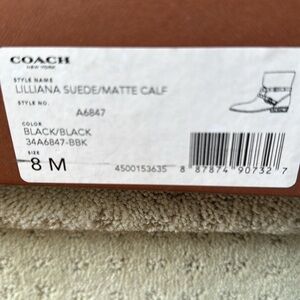 COACH
NEW YORK
STYLE NAME
LILLIANA SUEDE/MATTE CALF
STYLE NO.
A6847
COLOR
BLACK/BLACK
34A6847-BBK
SIZE
8 M
4500153635
8 87874 90732 7